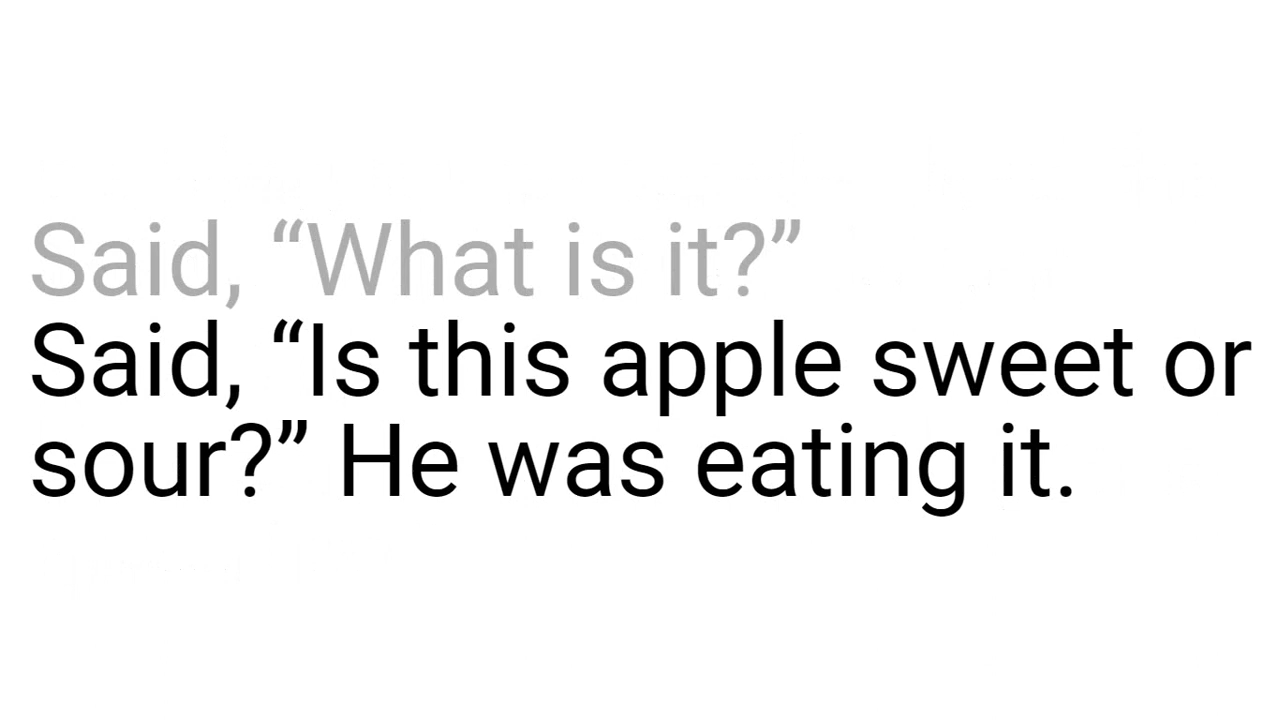 Said, “What is it?”
Said, “Is this apple sweet or
sour?” He was eating it.